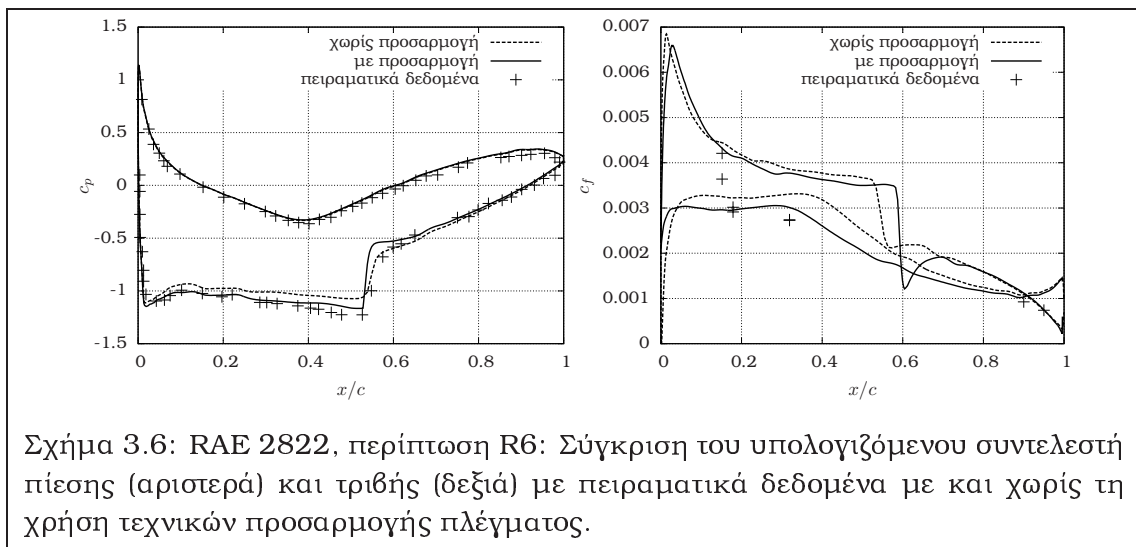 1.5
1
0.5
0
-0.5
-1
-1.5
c_p
χωρίς προσαρμογή
με προσαρμογή
πειραματικά δεδομένα
0 0.2 0.4 0.6 0.8 1
x/c
0.007
0.006
0.005
0.004
0.003
0.002
0.001
0
c_f
χωρίς προσαρμογή
με προσαρμογή
πειραματικά δεδομένα
0 0.2 0.4 0.6 0.8 1
x/c
Σχήμα 3.6: RAE 2822, περίπτωση R6: Σύγκριση του υπολογιζόμενου συντελεστή
πίεσης (αριστερά) και τριβής (δεξιά) με πειραματικά δεδομένα με και χωρίς τη
χρήση τεχνικών προσαρμογής πλέγματος.